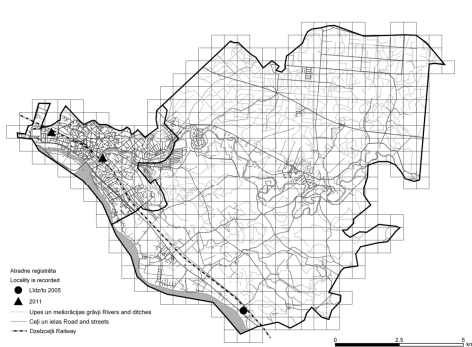 Atradne reģistrēta
Locality is recorded
Līdz/to 2005
2011
Upes un meliorācijas grāvji Rivers and ditches
Ceļi un ielas Road and streets
Dzelzceļš Railway
0 2.5 5
km